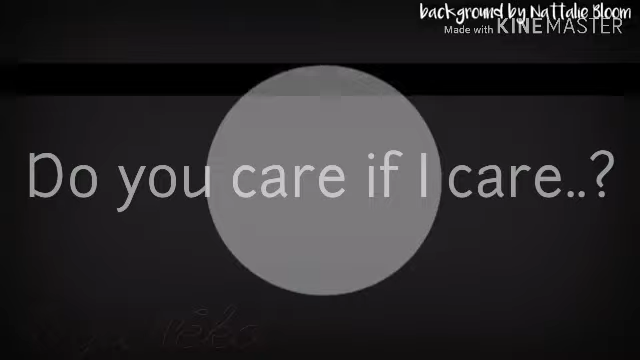 background by Nattalie Bloom
Made with KINEMASTER
Do you care if I care..?